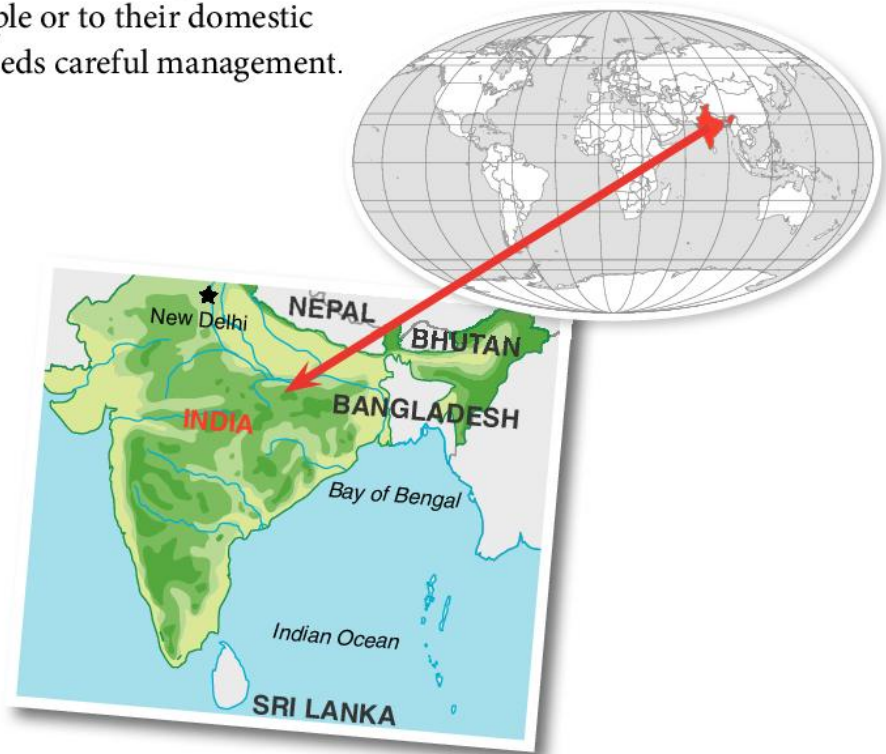 ple or to their domestic
eds careful management.
New Delhi
NEPAL
BHUTAN
INDIA
BANGLADESH
Bay of Bengal
Indian Ocean
SRI LANKA